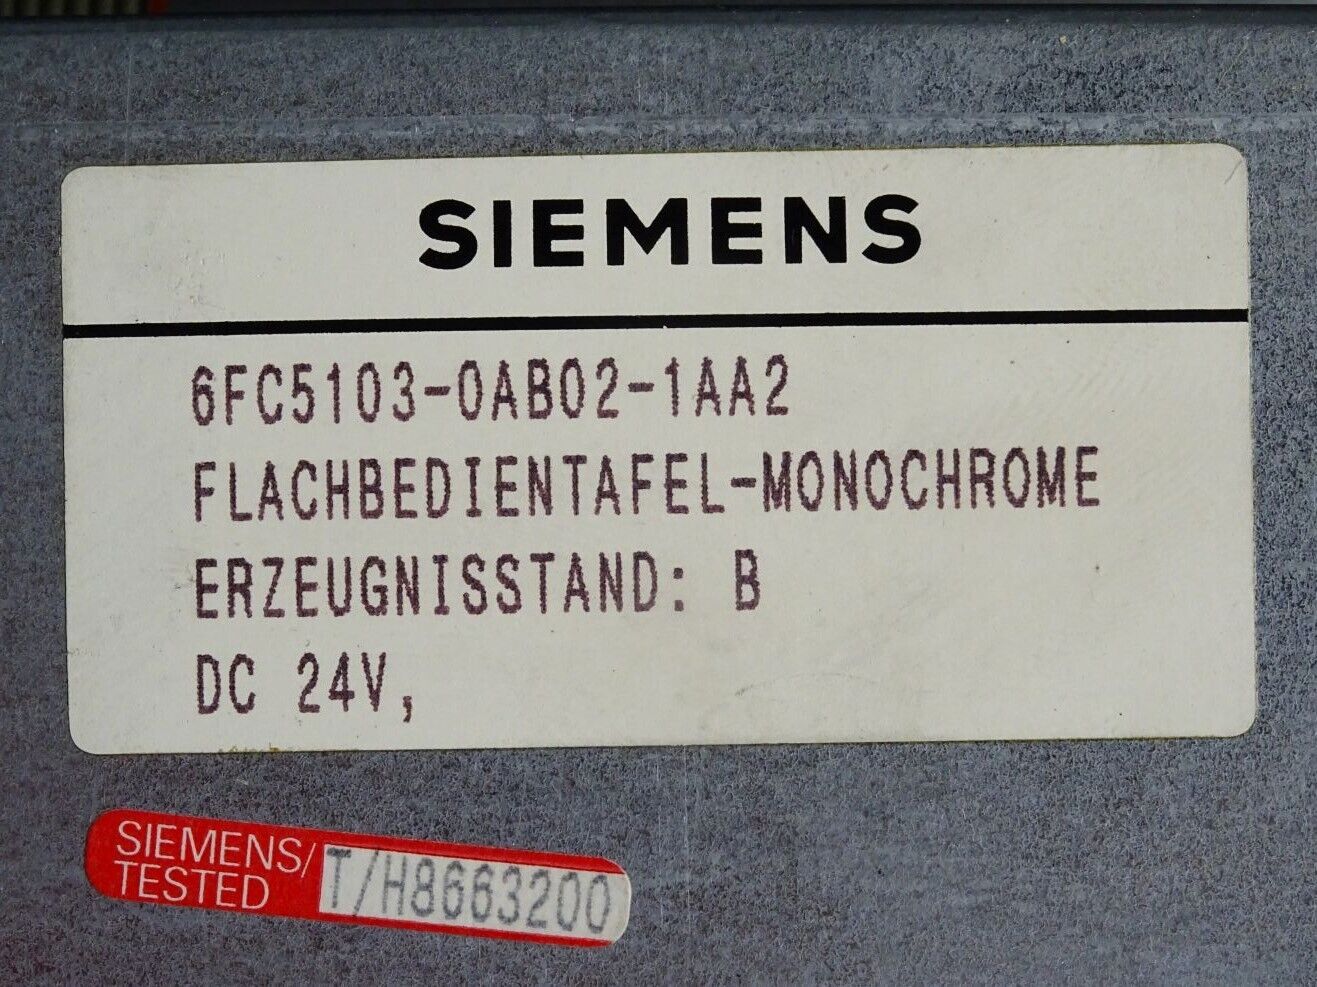 SIEMENS
6FC5103-0AB02-1AA2
FLACHBEDIENTAFEL-MONOCHROME
ERZEUGNISSTAND: B
DC 24V,
SIEMENS/
TESTED
T/H8663200